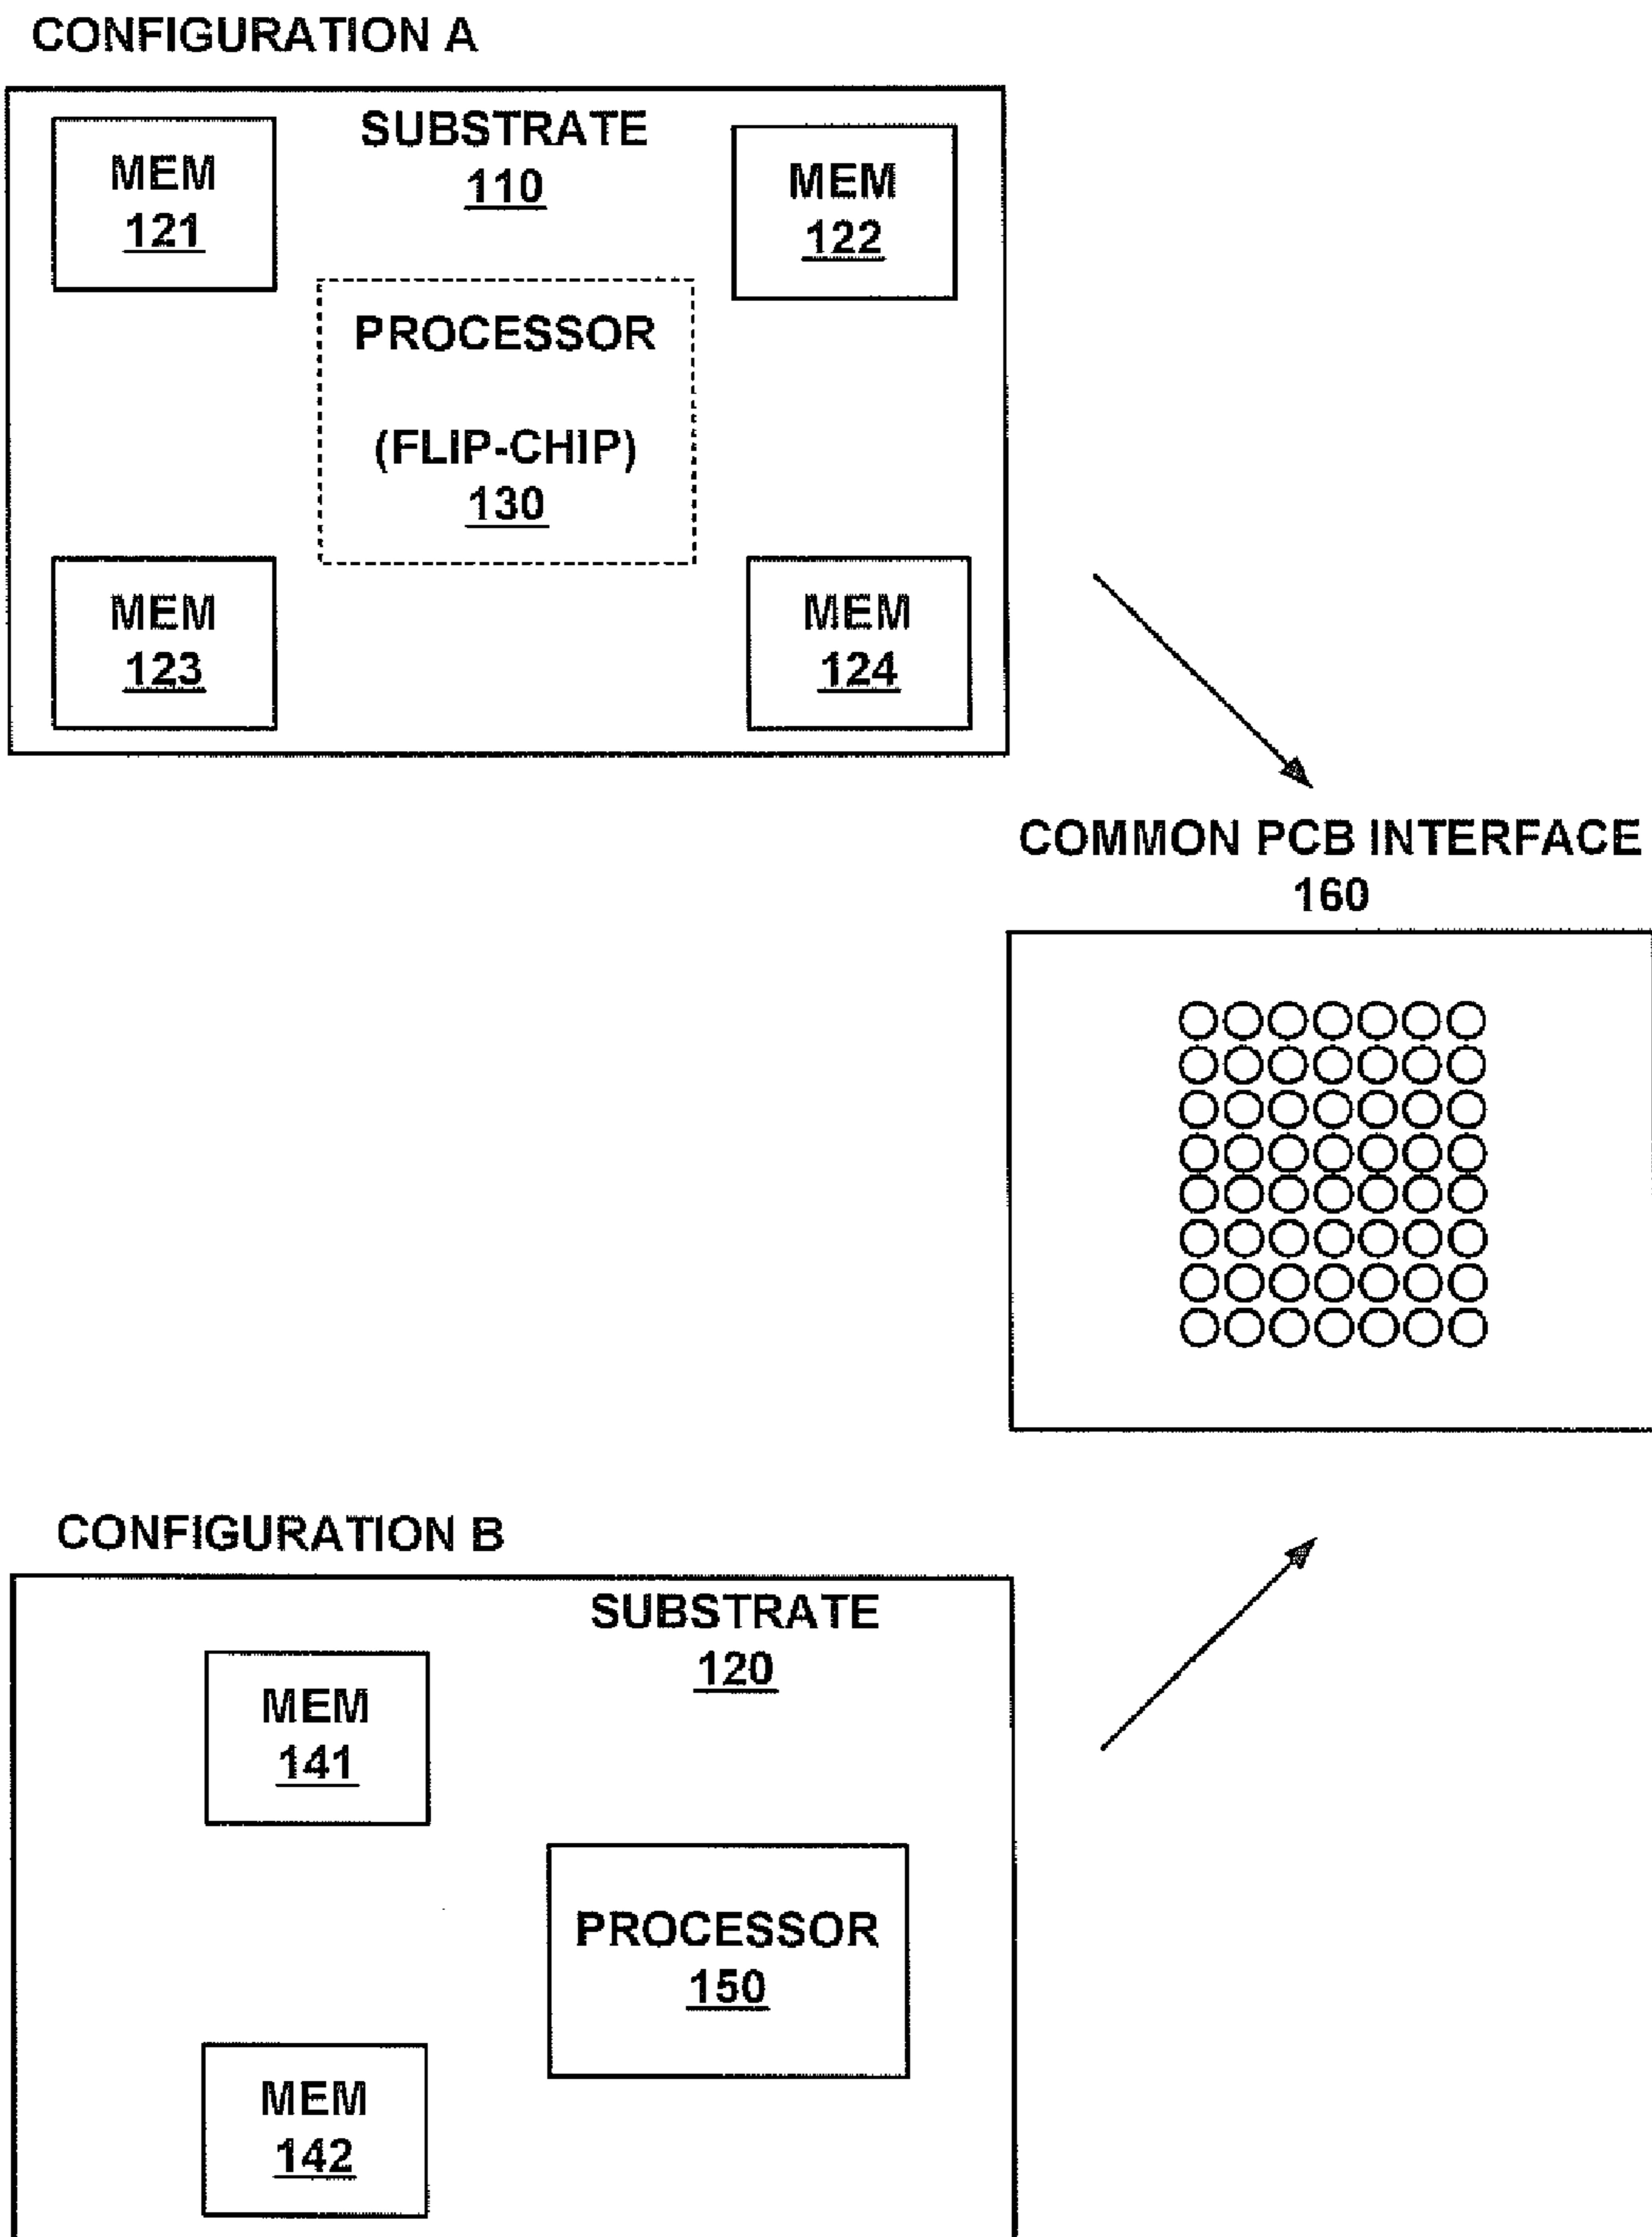 CONFIGURATION A
SUBSTRATE
110
MEM
121
MEM
122
PROCESSOR
(FLIP-CHIP)
130
MEM
123
MEM
124
COMMON PCB INTERFACE
160
CONFIGURATION B
SUBSTRATE
120
MEM
141
PROCESSOR
150
MEM
142